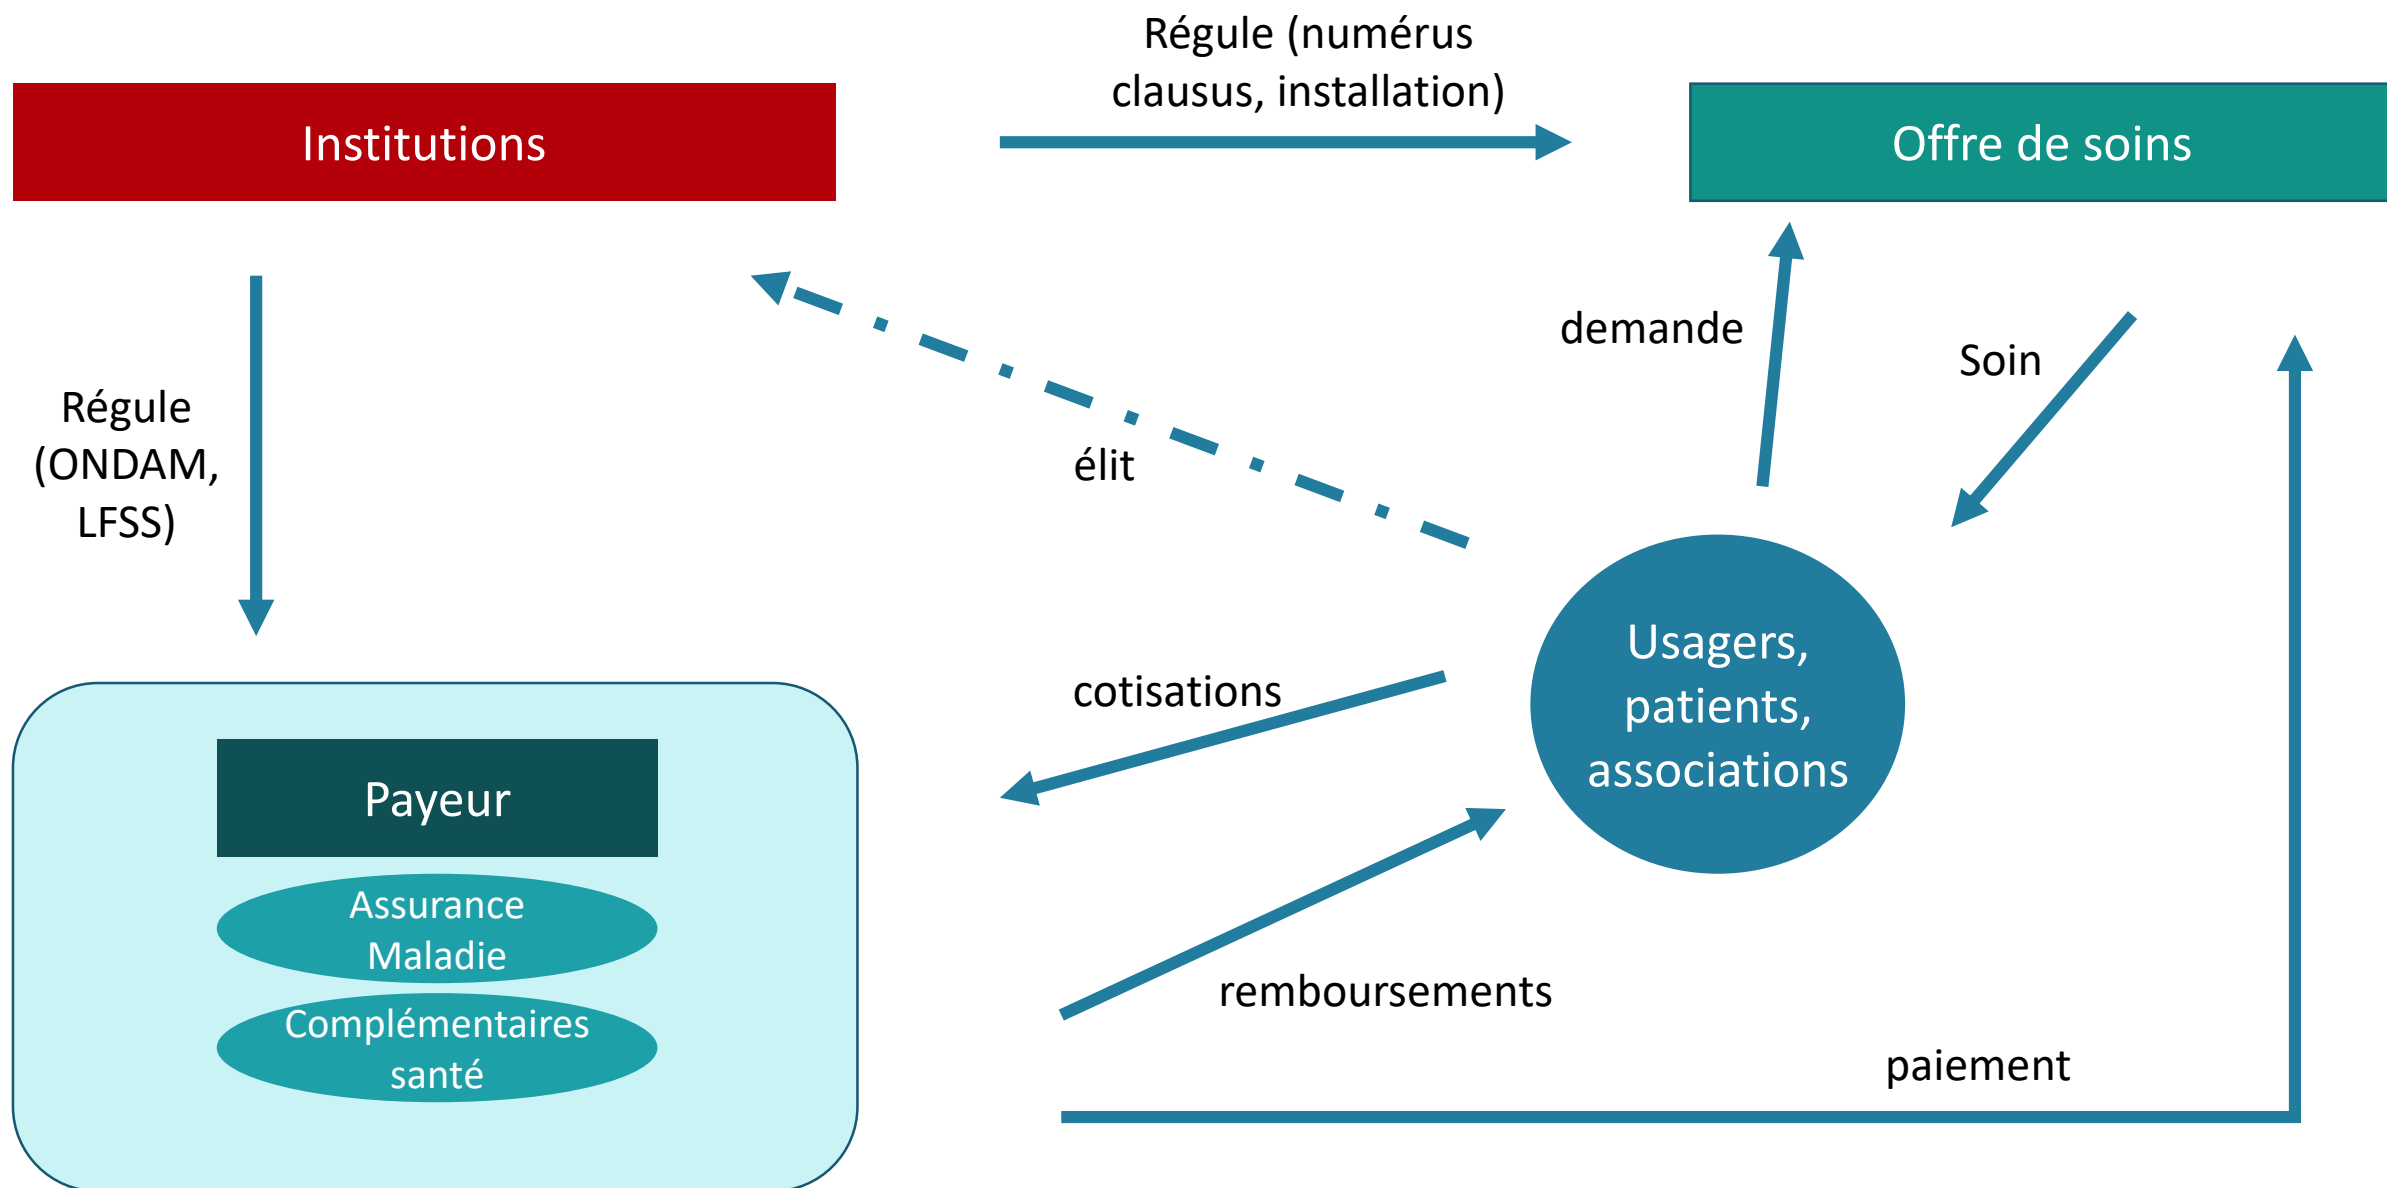 Régule (numérus
clausus, installation)
Institutions
Offre de soins
demande
Soin
Régule
(ONDAM,
LFSS)
élit
Usagers,
patients,
associations
cotisations
Payeur
Assurance
Maladie
Complémentaires
santé
remboursements
paiement